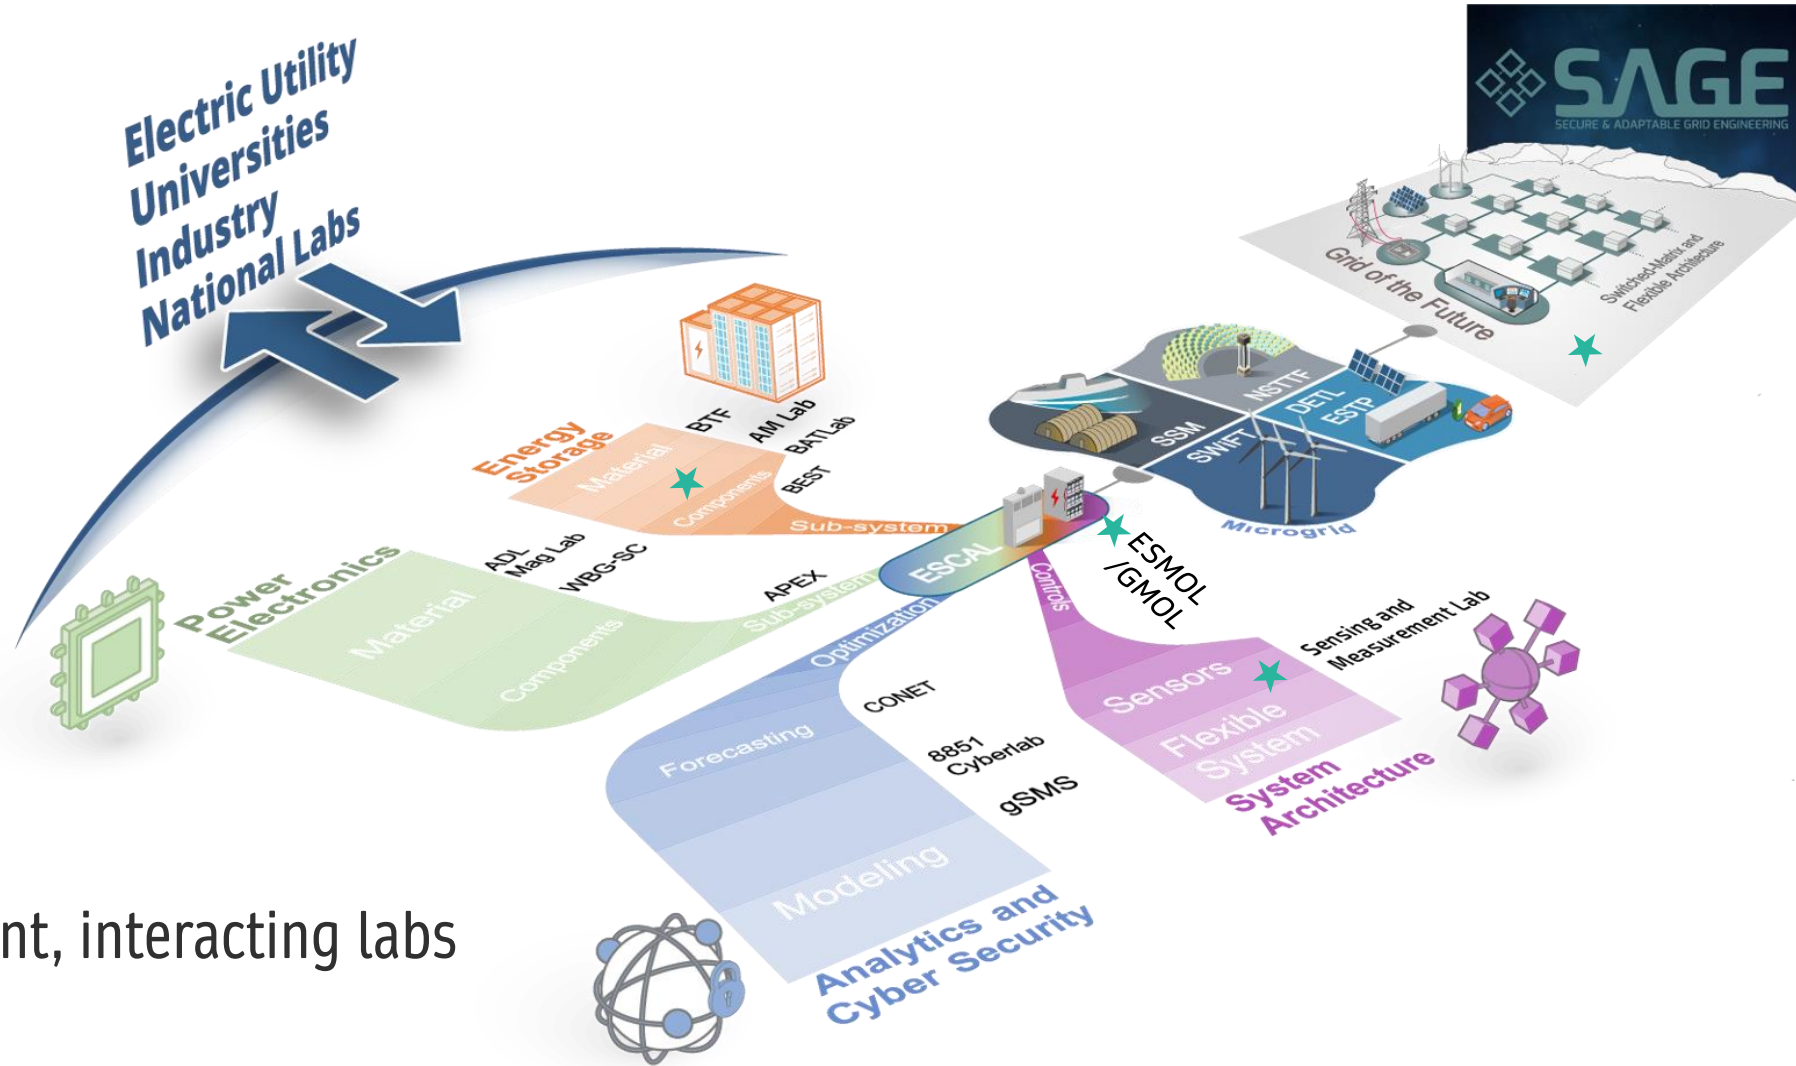 Electric Utility
Universities
Industry
National Labs
SAGE
SECURE & ADAPTABLE GRID ENGINEERING
Grid of the Future
Switched-Matrix and
Flexible Architecture
NSTTF
DETL
ESTP
SSM
SWIFT
Microgrid
Energy
Storage
Material
Components
Sub-system
BTF
AM Lab
BATLab
BEST
Power
Electronics
Material
Components
Sub-system
ADL
Mag Lab
WBG-SC
APEX
ESCAL
ESMOL
/GMOL
Controls
Sensors
Flexible
System
System
Architecture
Sensing and
Measurement Lab
Optimization
Forecasting
Modeling
Analytics and
Cyber Security
CONET
8851
Cyberlab
gSMS
nt, interacting labs